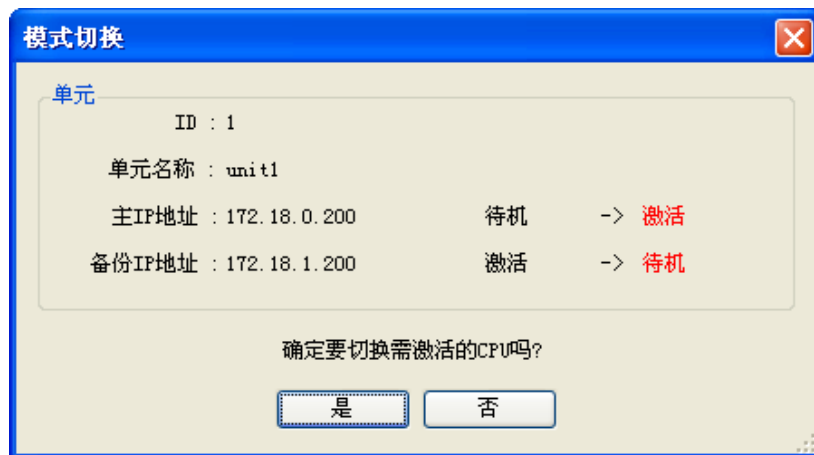 模式切换
单元
ID : 1
单元名称 : unit1
主IP地址 : 172.18.0.200 待机 -> 激活
备份IP地址 : 172.18.1.200 激活 -> 待机
确定要切换需激活的CPU吗?
是 否